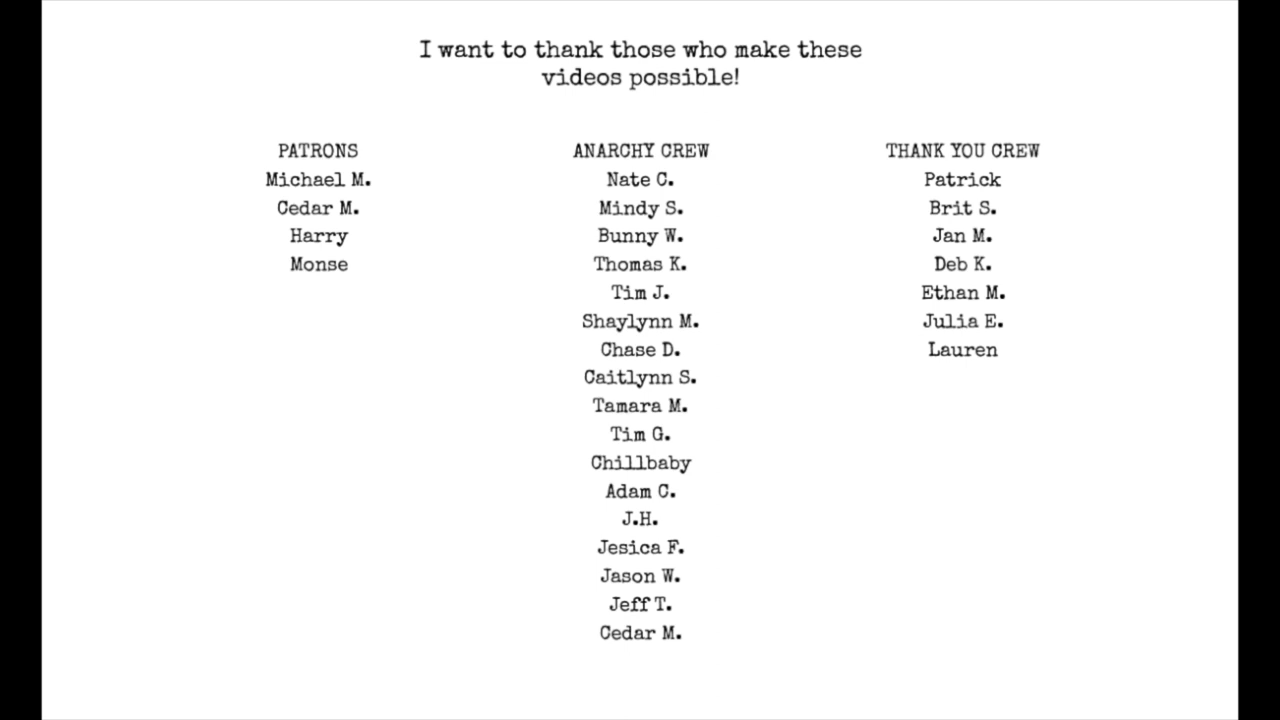 I want to thank those who make these
videos possible!
PATRONS
Michael M.
Cedar M.
Harry
Monse
ANARCHY CREW
Nate C.
Mindy S.
Bunny W.
Thomas K.
Tim J.
Shaylynn M.
Chase D.
Caitlynn S.
Tamara M.
Tim G.
Chillbaby
Adam C.
J.H.
Jesica F.
Jason W.
Jeff T.
Cedar M.
THANK YOU CREW
Patrick
Brit S.
Jan M.
Deb K.
Ethan M.
Julia E.
Lauren